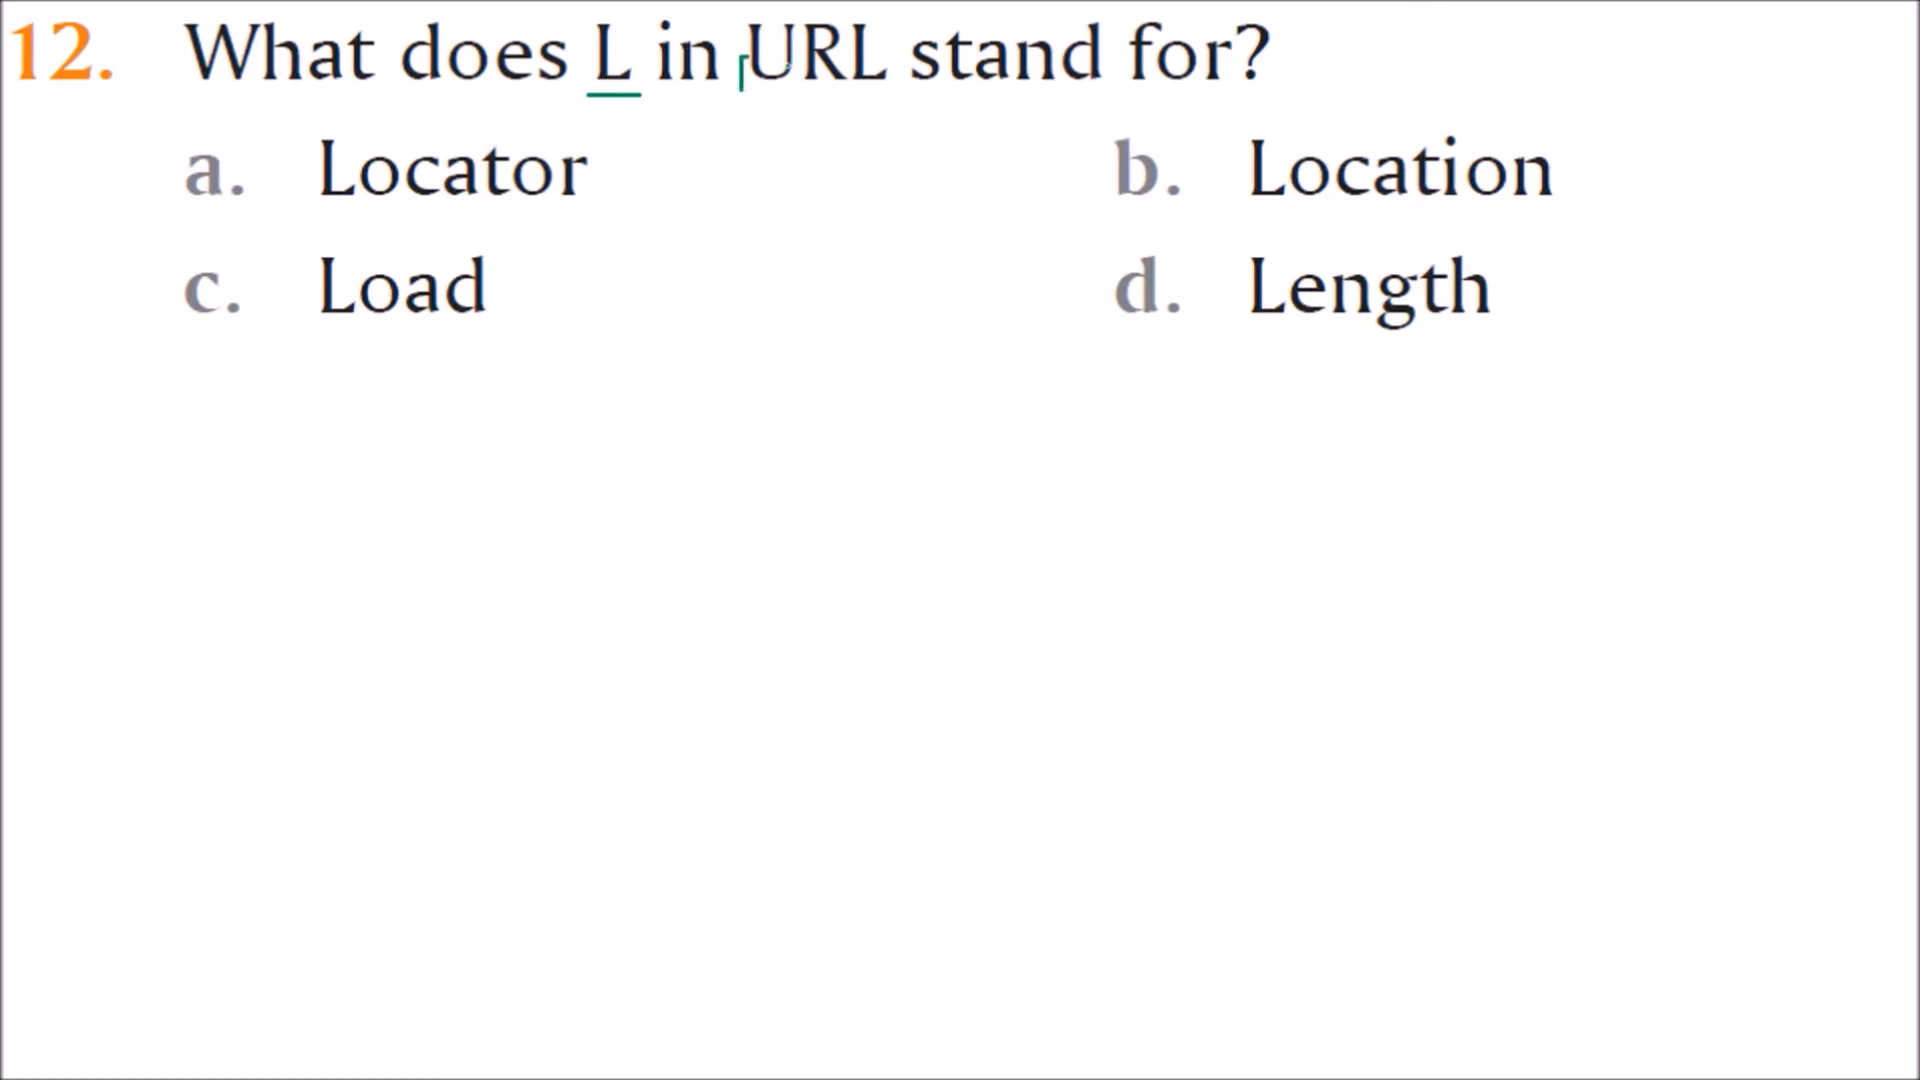 12. What does L in URL stand for?
a. Locator b. Location
c. Load d. Length